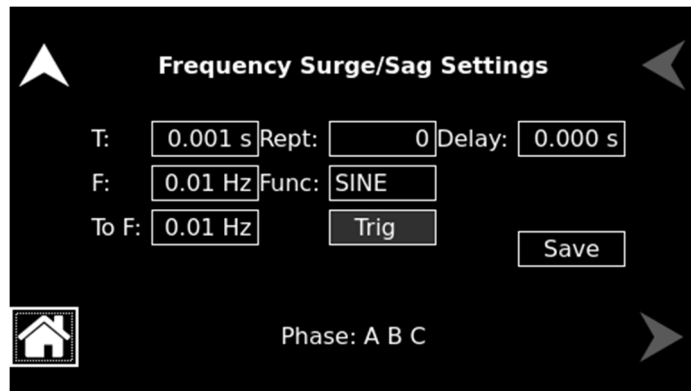 Frequency Surge/Sag Settings
T: 0.001 s Rept: 0 Delay: 0.000 s
F: 0.01 Hz Func: SINE
To F: 0.01 Hz Trig
Save
Phase: A B C